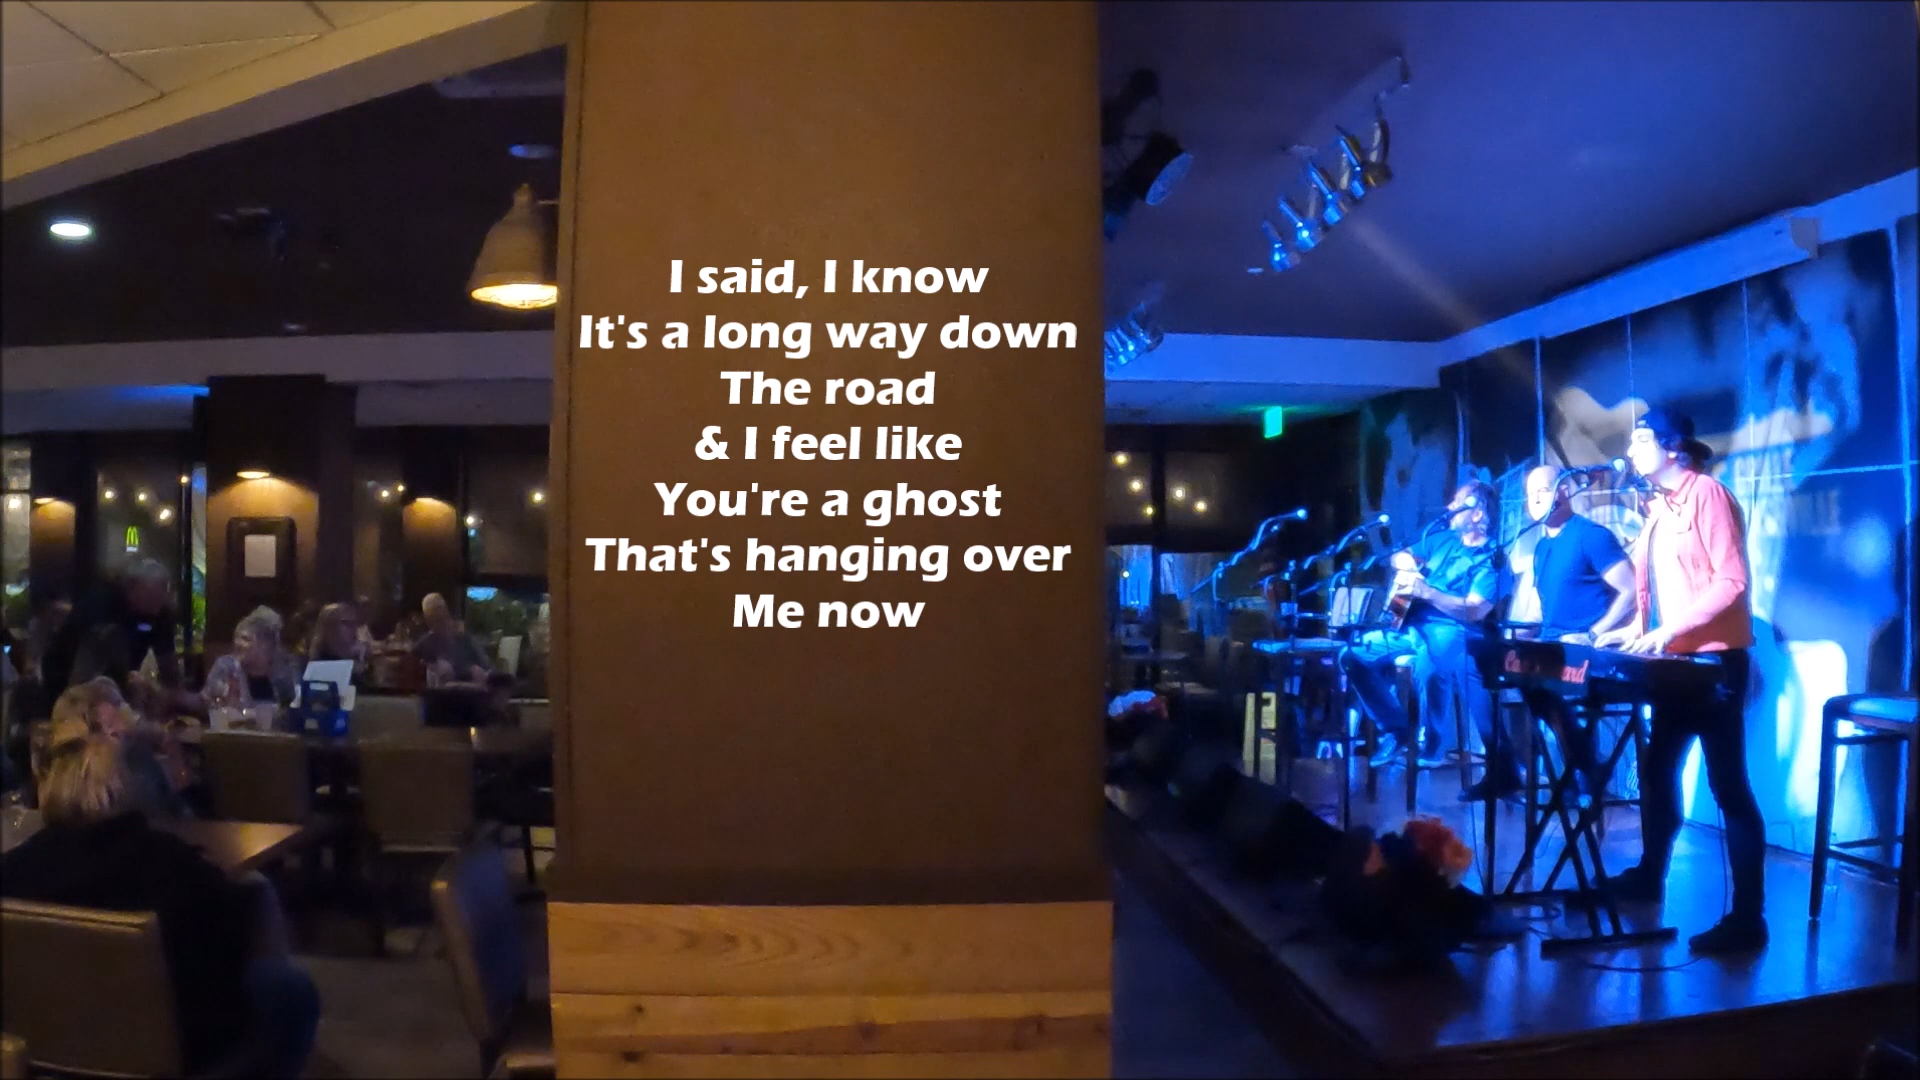 I said, I know
It's a long way down
The road
& I feel like
You're a ghost
That's hanging over
Me now